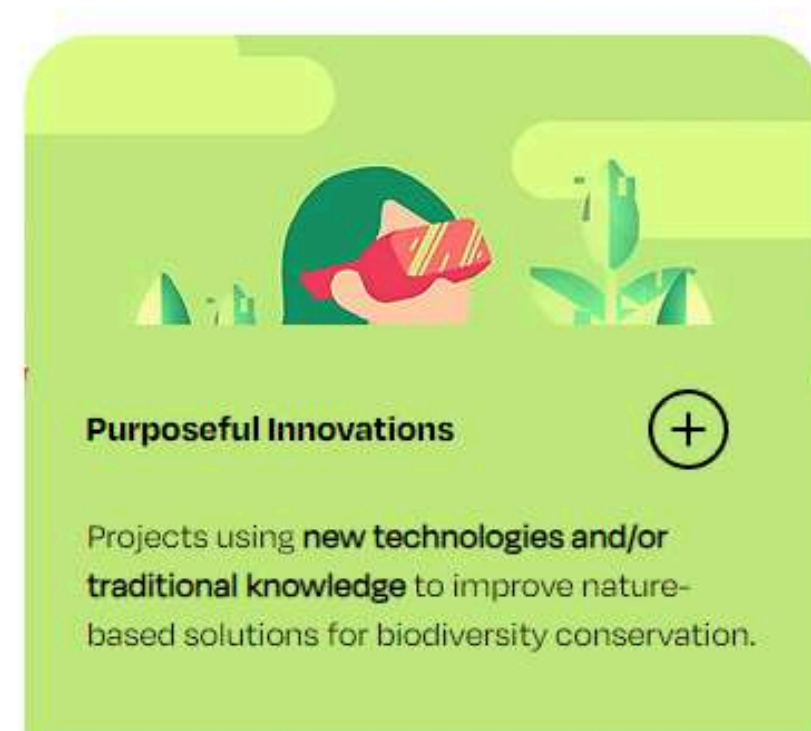 Purposeful Innovations
Projects using new technologies and/or
traditional knowledge to improve nature-
based solutions for biodiversity conservation.